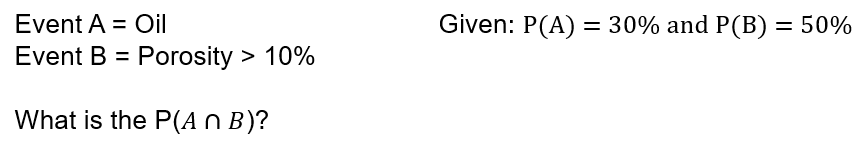 Event A = Oil
Given: P(A) = 30% and P(B) = 50%
Event B = Porosity > 10%
What is the P(A ∩ B)?